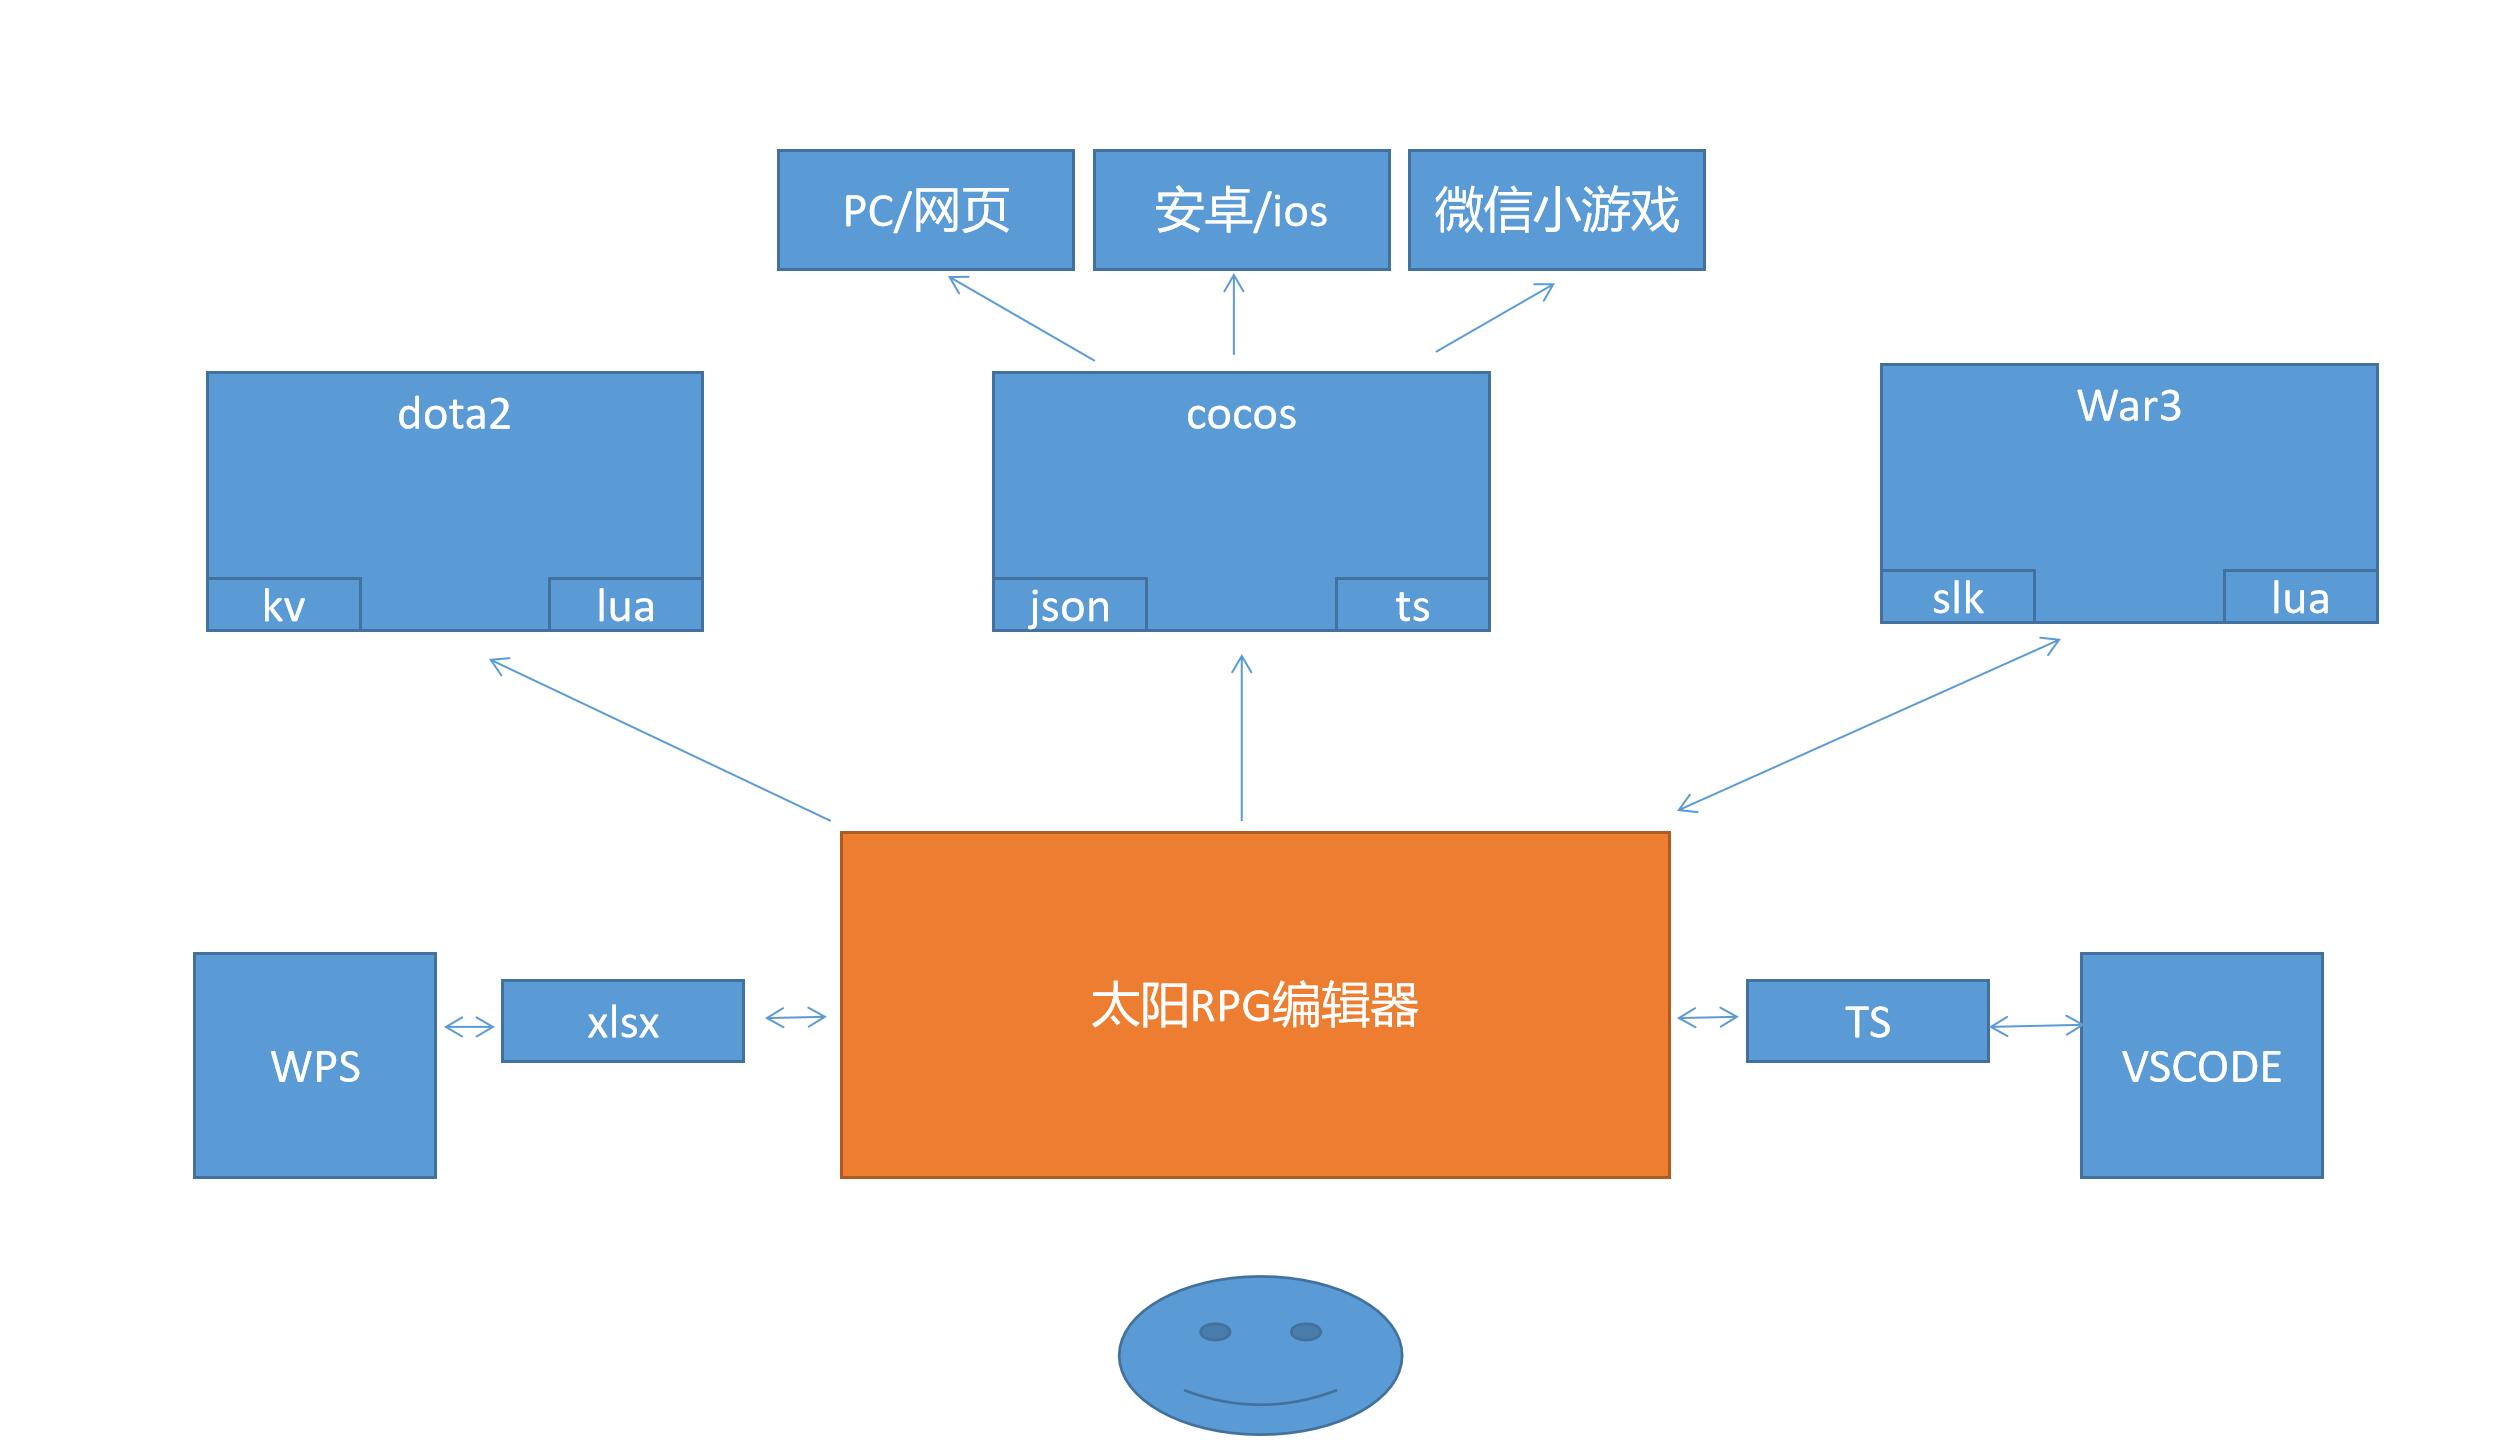 PC/网页
安卓/ios
微信小游戏
dota2
cocos
War3
kv
lua
json
ts
slk
lua
太阳RPG编辑器
WPS
xlsx
TS
VSCODE